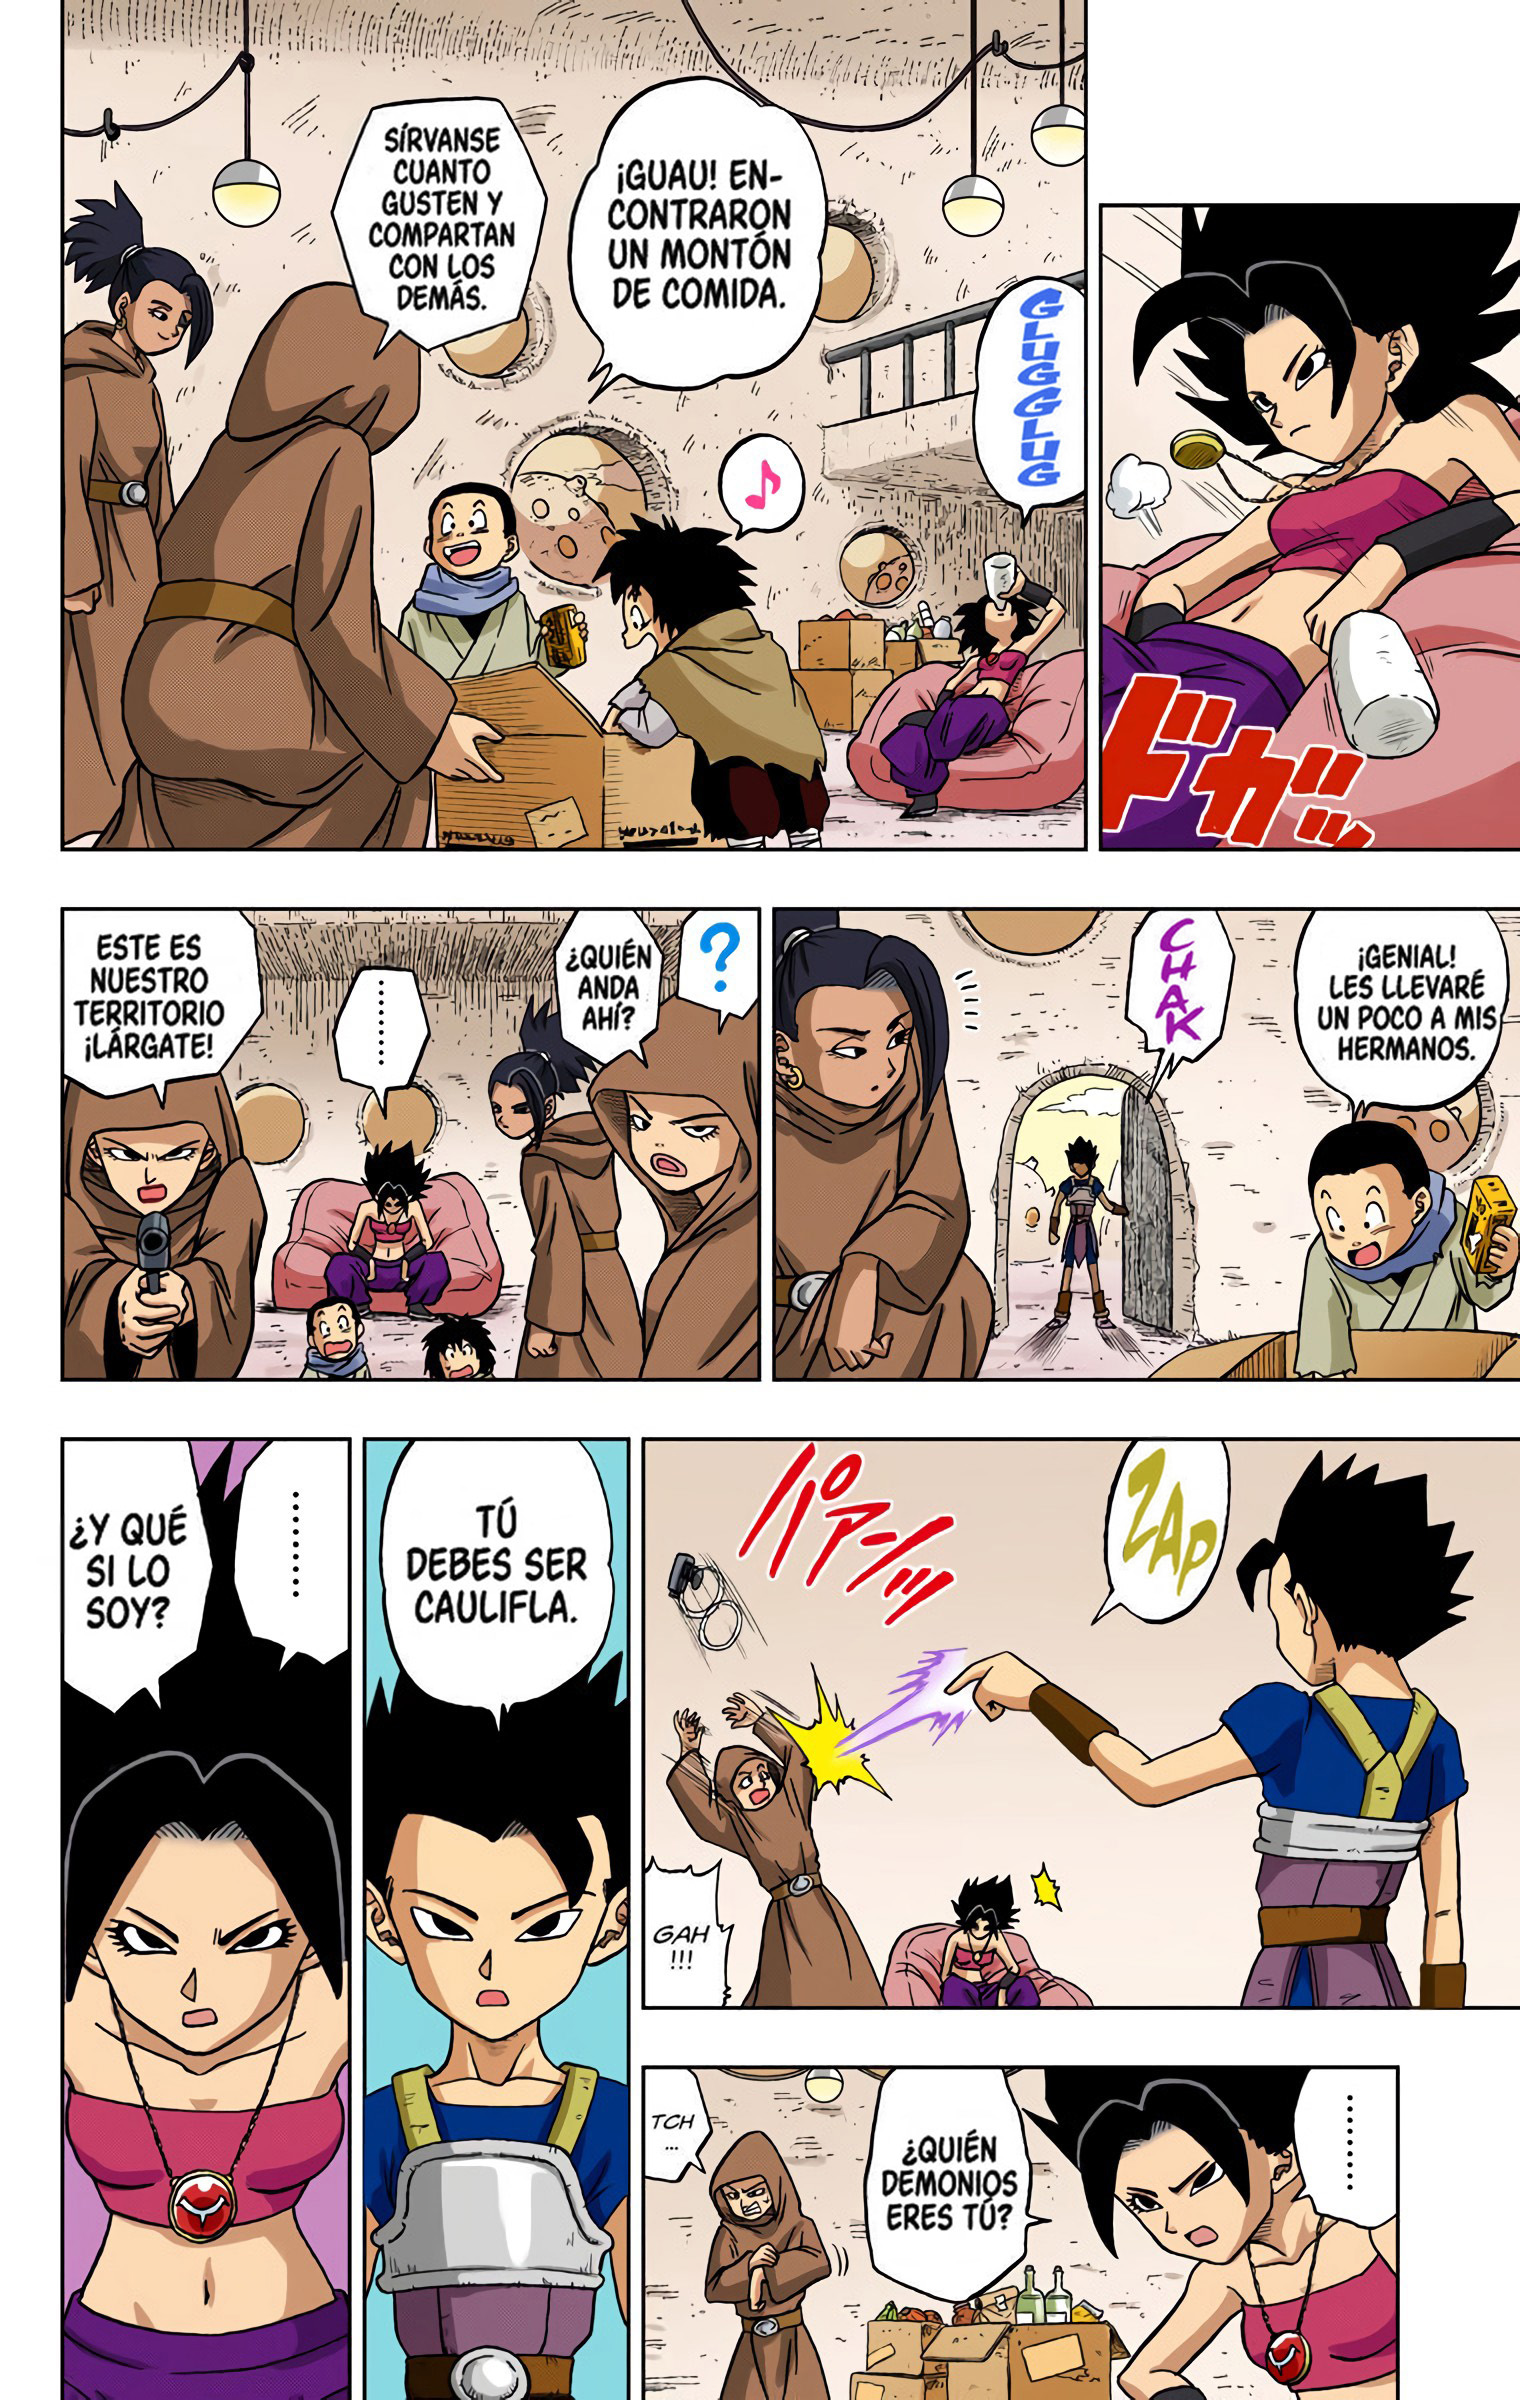 ドガッ
GLUGGLUG
¡GUAU! EN-
CONTRARON
UN MONTÓN
DE COMIDA.
SÍRVANSE
CUANTO
GUSTEN Y
COMPARTAN
CON LOS
DEMÁS.
¡GENIAL!
LES LLEVARÉ
UN POCO A MIS
HERMANOS.
CHAK
?
¿QUIÉN
ANDA
AHÍ?
.........
ESTE ES
NUESTRO
TERRITORIO
¡LÁRGATE!
ZAP
パアーッ
GAH
!!!
.........
¿QUIÉN
DEMONIOS
ERES TÚ?
TCH
...
TÚ
DEBES SER
CAULIFLA.
.........
¿Y QUÉ
SI LO
SOY?